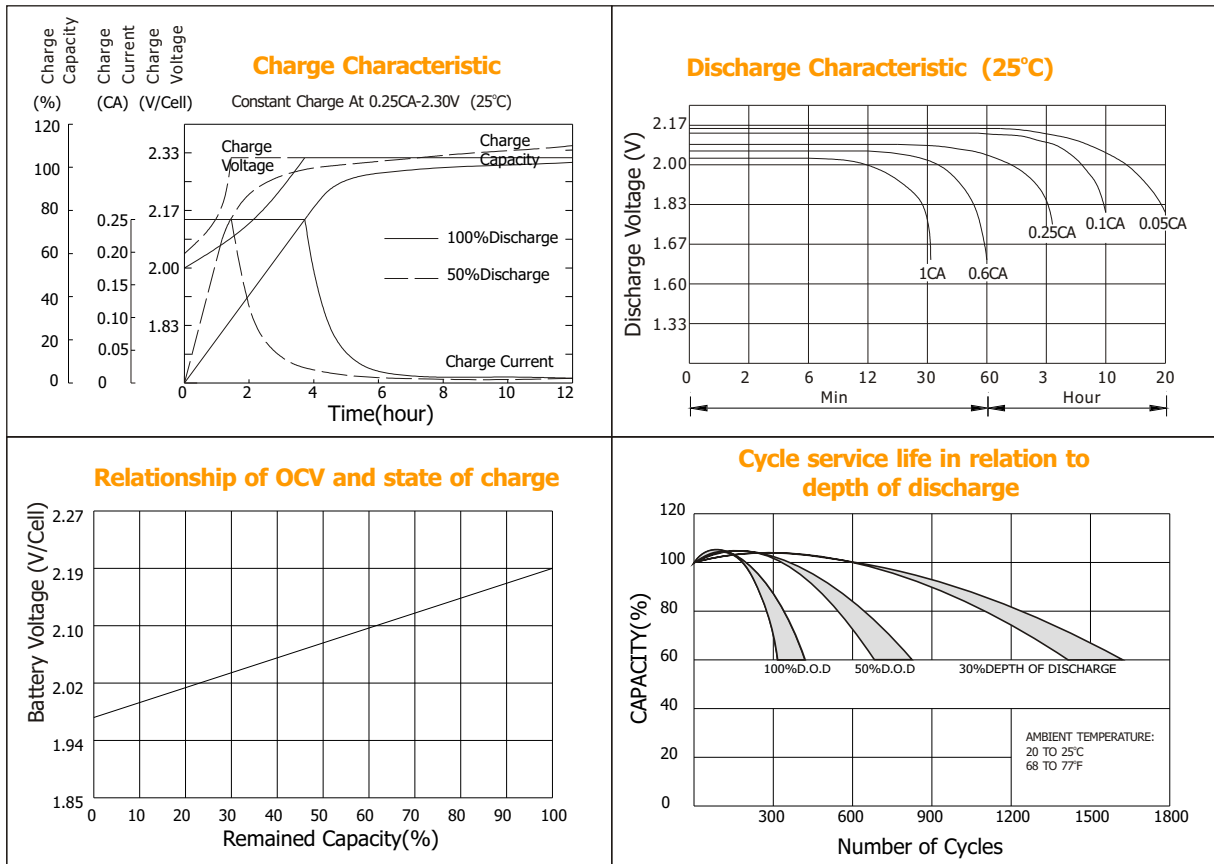 Charge Capacity
Charge Current
Charge Voltage
(%) (CA) (V/Cell)
Charge Characteristic
Constant Charge At 0.25CA-2.30V (25°C)
120
100
80
60
40
20
0
0.25
0.20
0.15
0.10
0.05
0
2.33
2.17
2.00
1.83
Charge Voltage
Charge Capacity
100%Discharge
50%Discharge
Charge Current
0 2 4 6 8 10 12
Time(hour)
Discharge Characteristic (25°C)
Discharge Voltage (V)
2.17
2.00
1.83
1.67
1.60
1.33
1CA
0.6CA
0.25CA
0.1CA
0.05CA
0 2 6 12 30 60 3 10 20
Min Hour
Relationship of OCV and state of charge
Battery Voltage (V/Cell)
2.27
2.19
2.10
2.02
1.94
1.85
0 10 20 30 40 50 60 70 80 90 100
Remained Capacity(%)
Cycle service life in relation to
depth of discharge
CAPACITY(%)
120
100
80
60
40
20
0
100%D.O.D
50%D.O.D
30%DEPTH OF DISCHARGE
AMBIENT TEMPERATURE:
20 TO 25°C
68 TO 77°F
300 600 900 1200 1500 1800
Number of Cycles